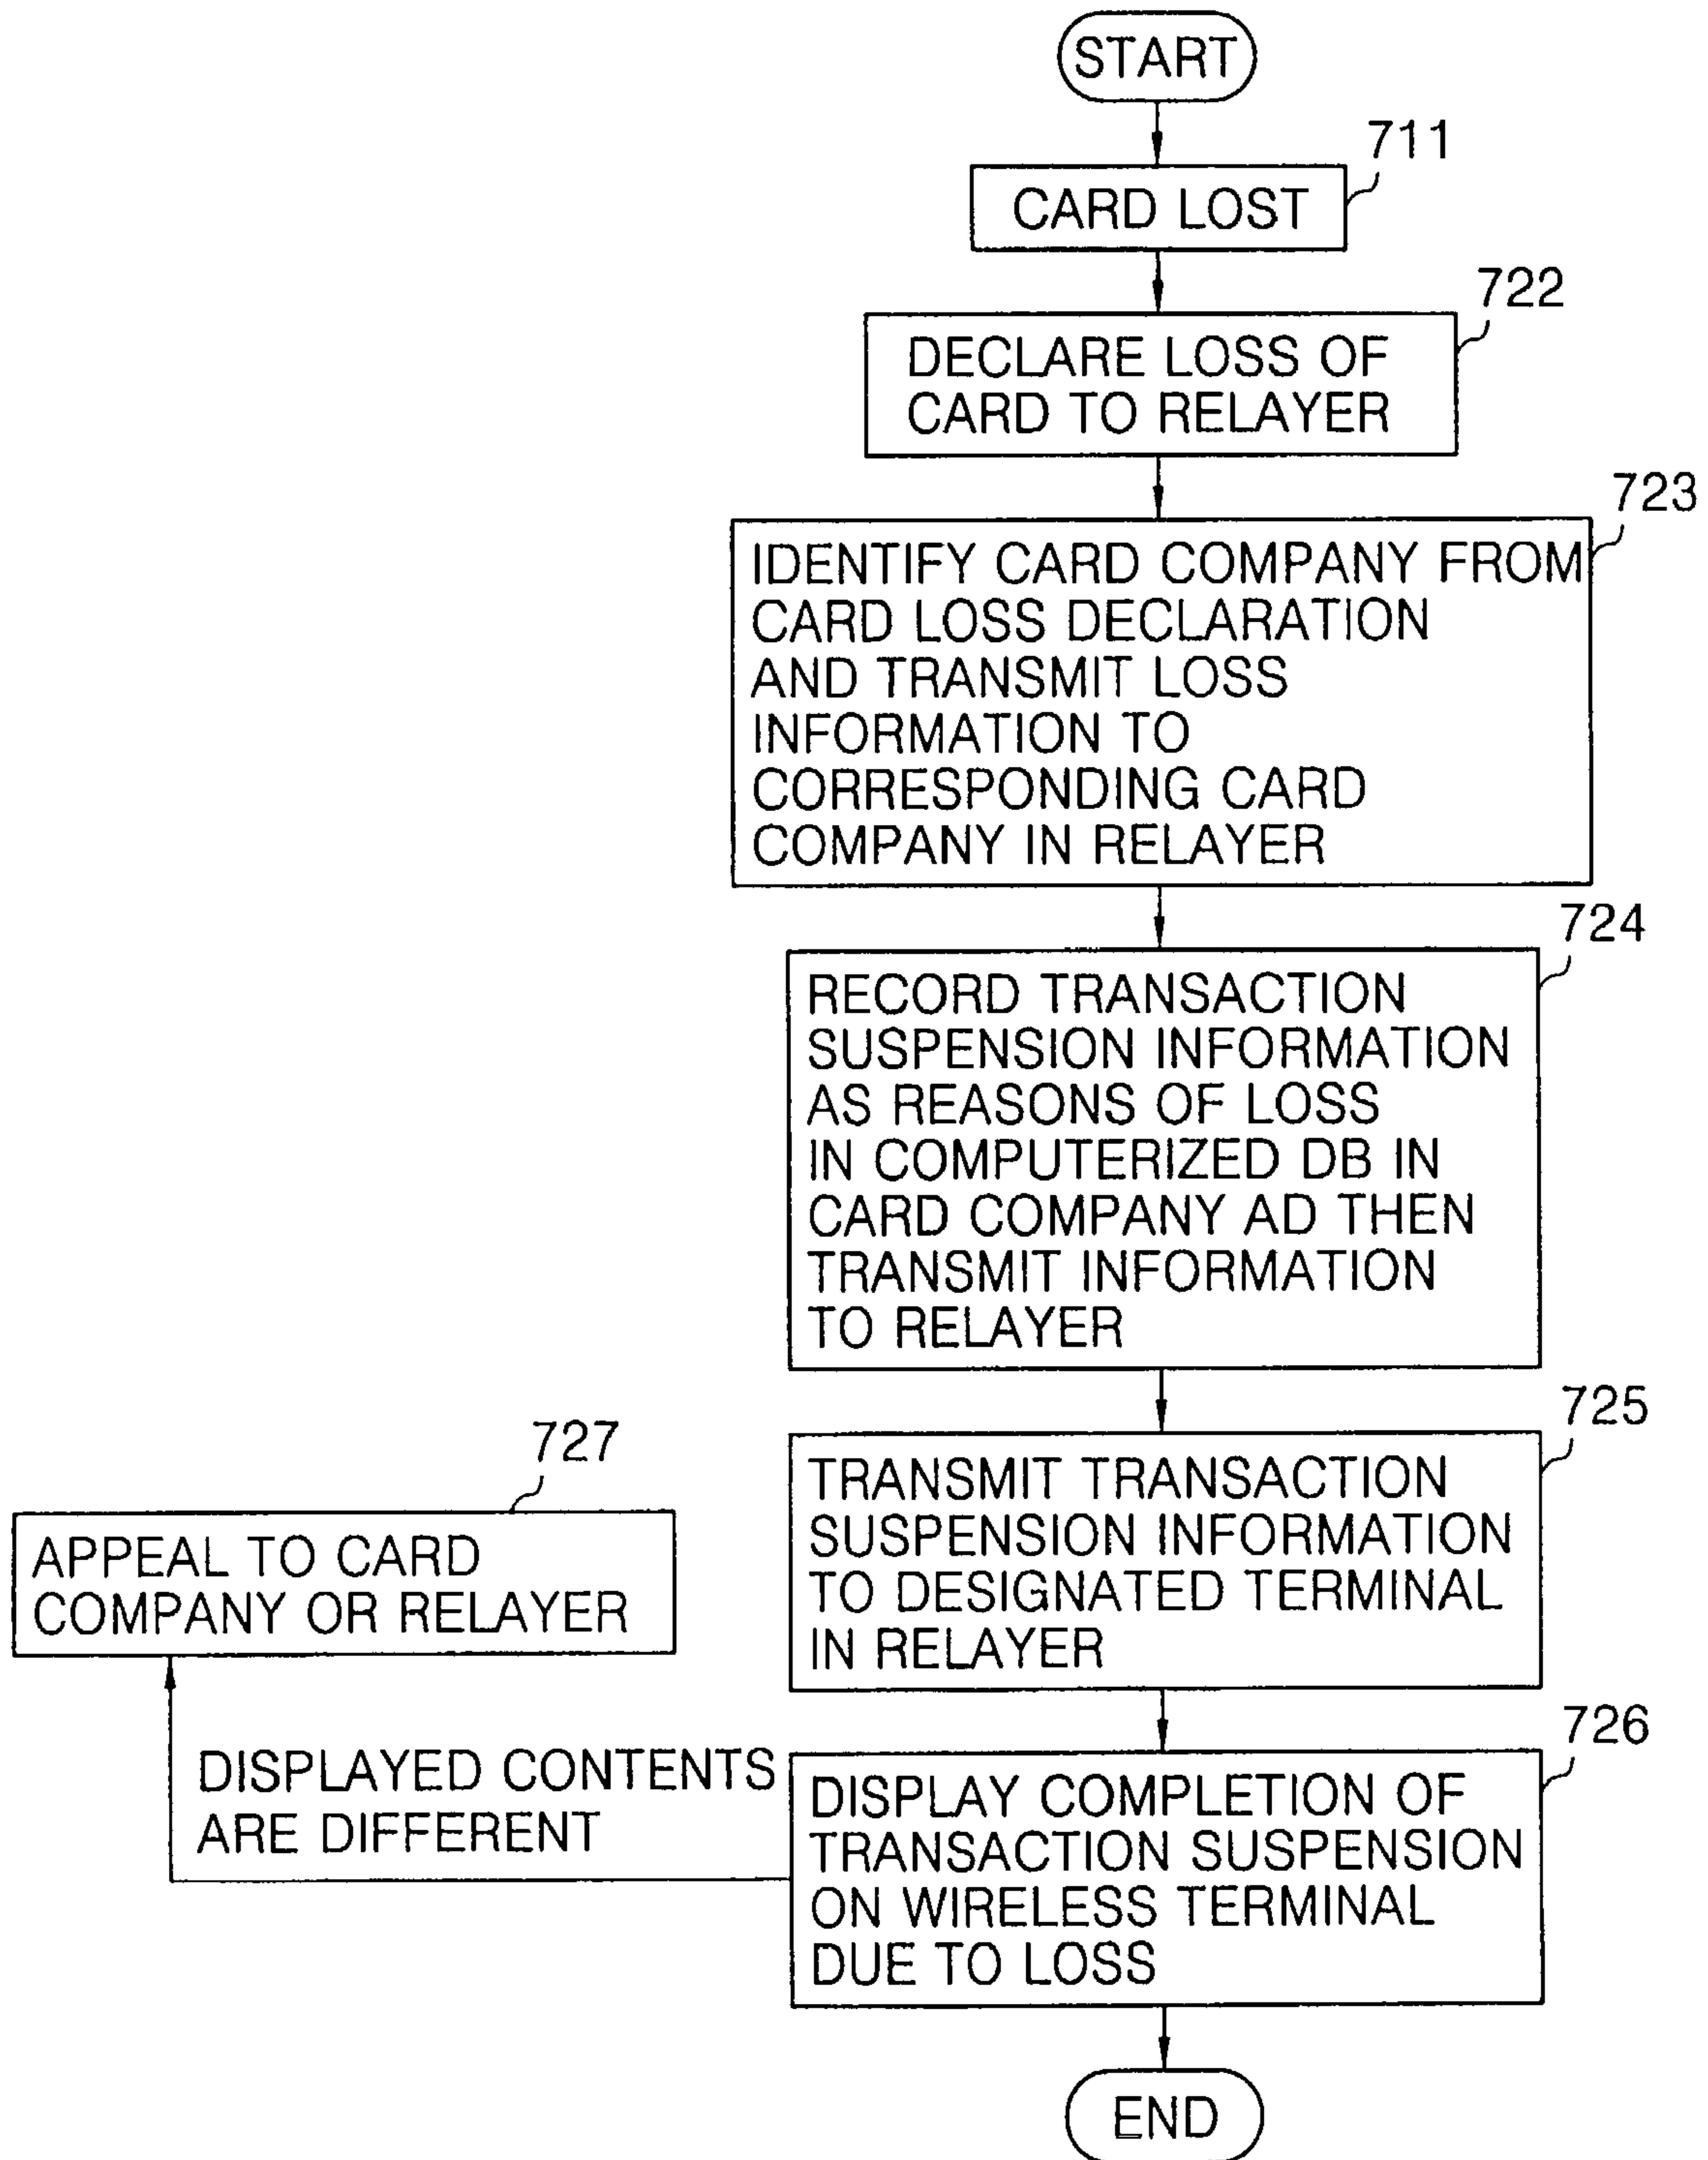 START
711
CARD LOST
722
DECLARE LOSS OF
CARD TO RELAYER
723
IDENTIFY CARD COMPANY FROM
CARD LOSS DECLARATION
AND TRANSMIT LOSS
INFORMATION TO
CORRESPONDING CARD
COMPANY IN RELAYER
724
RECORD TRANSACTION
SUSPENSION INFORMATION
AS REASONS OF LOSS
IN COMPUTERIZED DB IN
CARD COMPANY AD THEN
TRANSMIT INFORMATION
TO RELAYER
725
TRANSMIT TRANSACTION
SUSPENSION INFORMATION
TO DESIGNATED TERMINAL
IN RELAYER
727
APPEAL TO CARD
COMPANY OR RELAYER
DISPLAYED CONTENTS
ARE DIFFERENT
726
DISPLAY COMPLETION OF
TRANSACTION SUSPENSION
ON WIRELESS TERMINAL
DUE TO LOSS
END